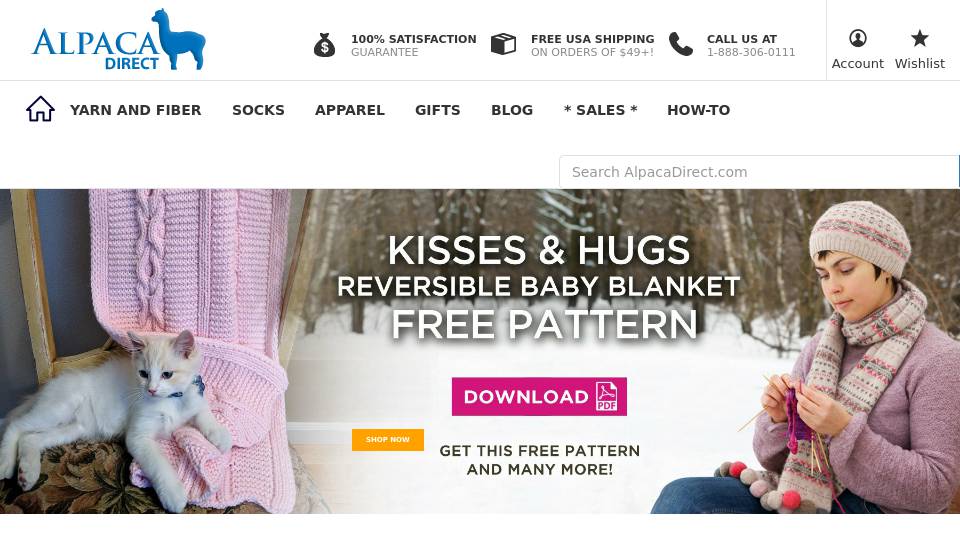 ALPACA
DIRECT
100% SATISFACTION
GUARANTEE
FREE USA SHIPPING
ON ORDERS OF $49+!
CALL US AT
1-888-306-0111
Account
Wishlist
YARN AND FIBER
SOCKS
APPAREL
GIFTS
BLOG
* SALES *
HOW-TO
Search AlpacaDirect.com
KISSES & HUGS
REVERSIBLE BABY BLANKET
FREE PATTERN
DOWNLOAD
PDF
SHOP NOW
GET THIS FREE PATTERN
AND MANY MORE!